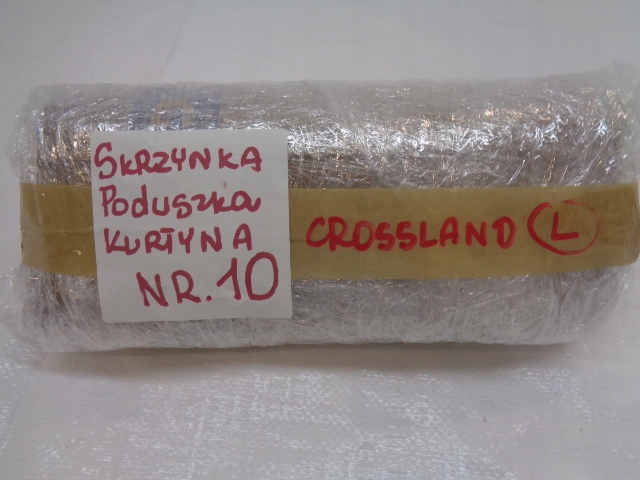 SKRZYNKA
PODUSZKA
KURTYNA
NR. 10
CROSSLAND L